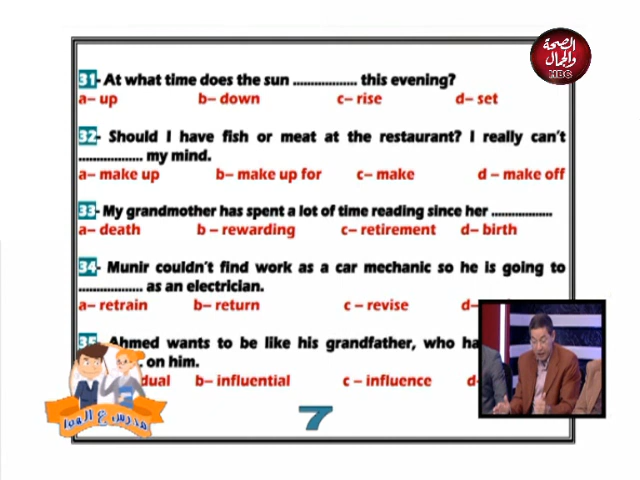 الصحة
والجمال
HBC
31- At what time does the sun .................. this evening?
a– up b– down c– rise d– set
32- Should I have fish or meat at the restaurant? I really can't
.................. my mind.
a– make up b– make up for c– make d – make off
33- My grandmother has spent a lot of time reading since her .................
a– death b – rewarding c– retirement d– birth
34- Munir couldn't find work as a car mechanic so he is going to
.................. as an electrician.
a– retrain b– return c – revise d–
35- Ahmed wants to be like his grandfather, who
on him.
b– influential c – influence d–
مدرس ع الهوا
7